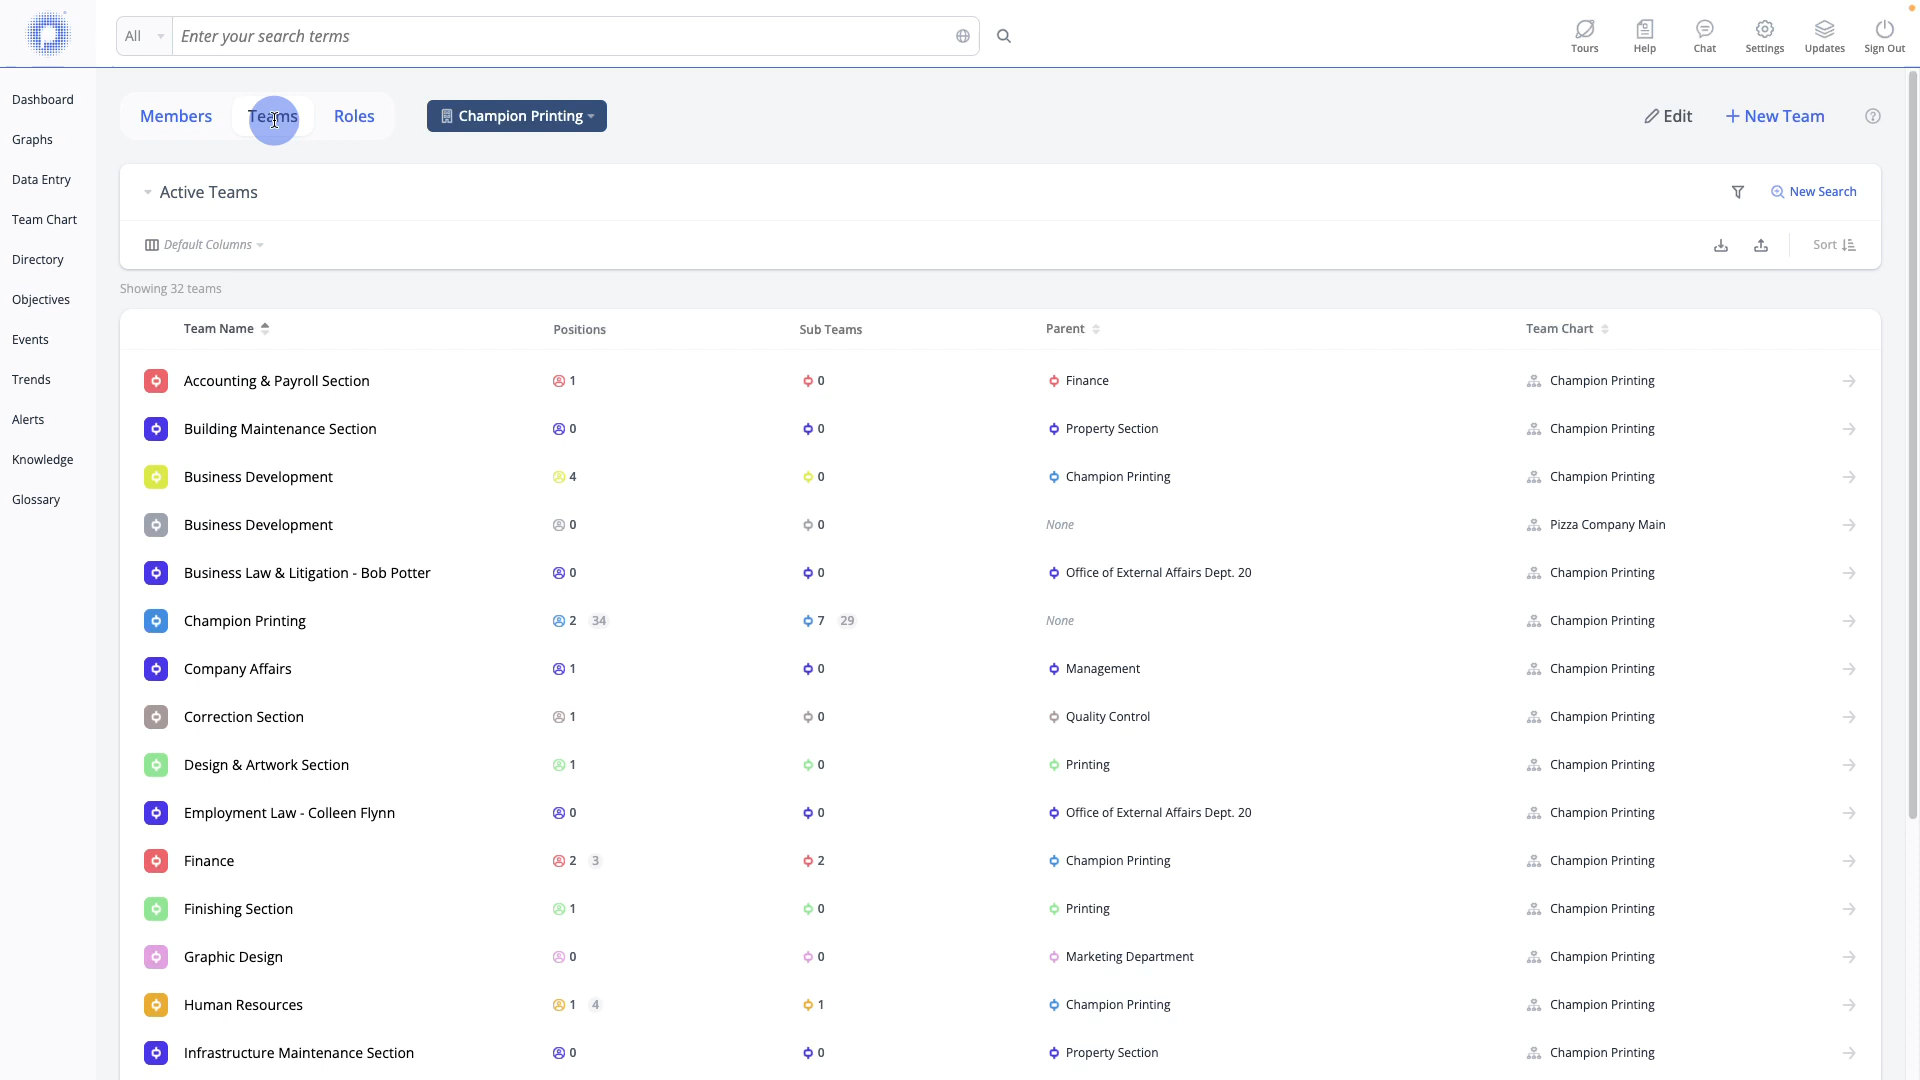 All
Enter your search terms
Tours
Help
Chat
Settings
Updates
Sign Out
Dashboard
Graphs
Data Entry
Team Chart
Directory
Objectives
Events
Trends
Alerts
Knowledge
Glossary
Members
Teams
Roles
Champion Printing
Edit
+ New Team
Active Teams
New Search
Default Columns
Sort
Showing 32 teams
Team Name Positions Sub Teams Parent Team Chart
Accounting & Payroll Section 1 0 Finance Champion Printing
Building Maintenance Section 0 0 Property Section Champion Printing
Business Development 4 0 Champion Printing Champion Printing
Business Development 0 0 None Pizza Company Main
Business Law & Litigation - Bob Potter 0 0 Office of External Affairs Dept. 20 Champion Printing
Champion Printing 2 34 7 29 None Champion Printing
Company Affairs 1 0 Management Champion Printing
Correction Section 1 0 Quality Control Champion Printing
Design & Artwork Section 1 0 Printing Champion Printing
Employment Law - Colleen Flynn 0 0 Office of External Affairs Dept. 20 Champion Printing
Finance 2 3 2 Champion Printing Champion Printing
Finishing Section 1 0 Printing Champion Printing
Graphic Design 0 0 Marketing Department Champion Printing
Human Resources 1 4 1 Champion Printing Champion Printing
Infrastructure Maintenance Section 0 0 Property Section Champion Printing